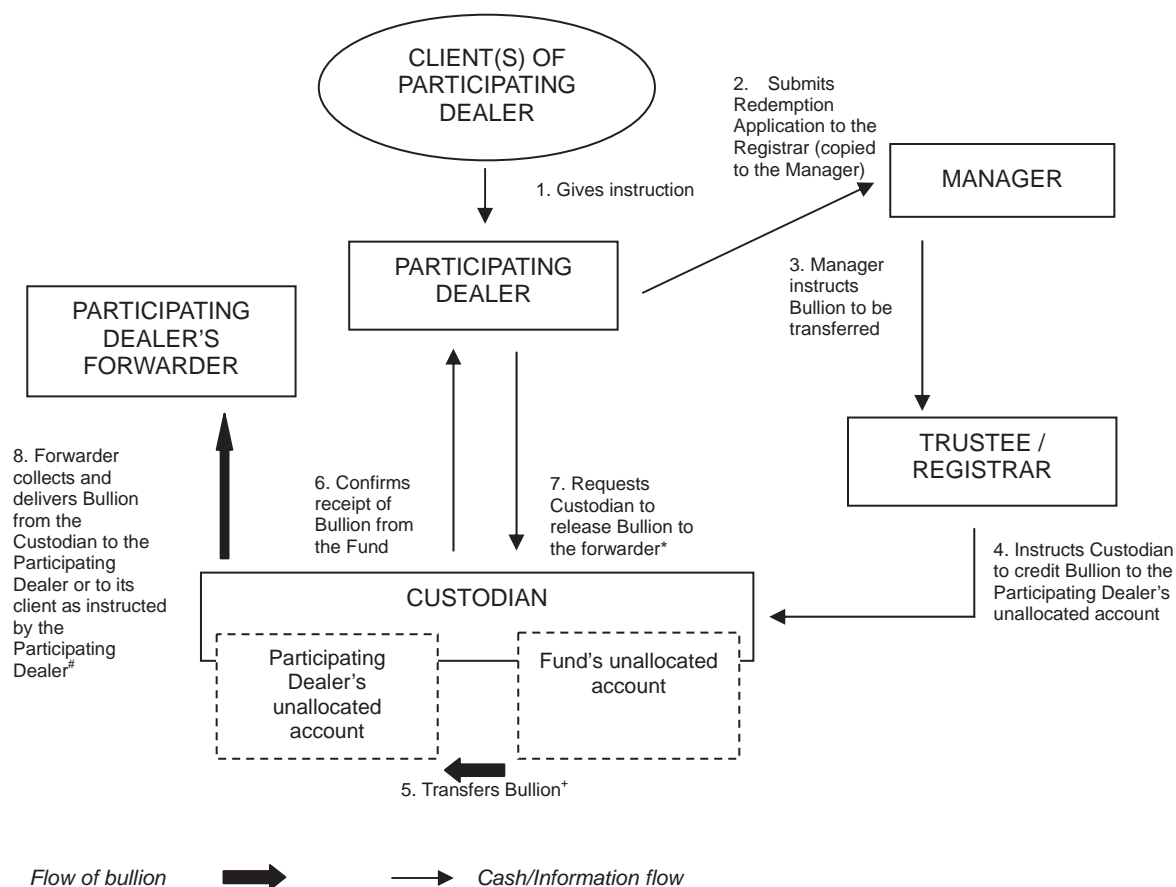 CLIENT(S) OF
PARTICIPATING
DEALER
2. Submits
Redemption
Application to the
Registrar (copied
to the Manager)
MANAGER
1. Gives instruction
PARTICIPATING
DEALER
3. Manager
instructs
Bullion to be
transferred
PARTICIPATING
DEALER’S
FORWARDER
TRUSTEE /
REGISTRAR
8. Forwarder
collects and
delivers Bullion
from the
Custodian to the
Participating
Dealer or to its
client as instructed
by the
Participating
Dealer#
6. Confirms
receipt of
Bullion from
the Fund
7. Requests
Custodian to
release Bullion to
the forwarder*
4. Instructs Custodian
to credit Bullion to the
Participating Dealer’s
unallocated account
CUSTODIAN
Participating
Dealer’s
unallocated
account
Fund’s unallocated
account
5. Transfers Bullion+
Flow of bullion
Cash/Information flow